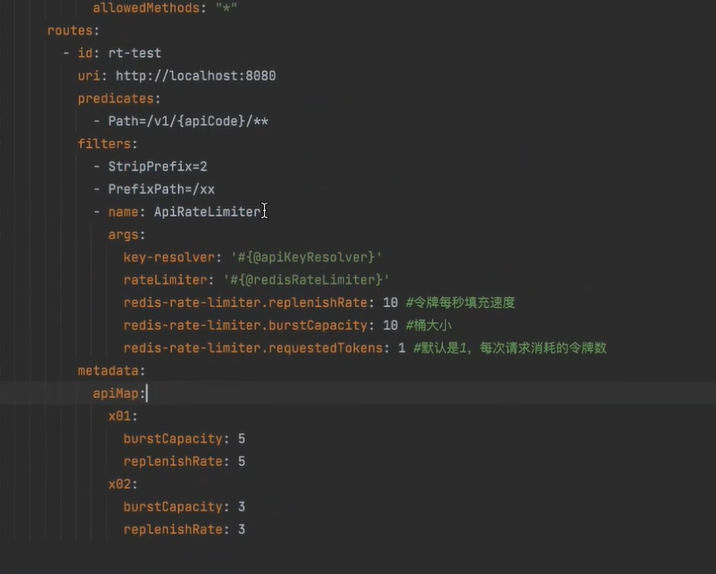 allowedMethods: "*"
routes:
- id: rt-test
uri: http://localhost:8080
predicates:
- Path=/v1/{apiCode}/**
filters:
- StripPrefix=2
- PrefixPath=/xx
- name: ApiRateLimiter
args:
key-resolver: '#{@apiKeyResolver}'
rateLimiter: '#{@redisRateLimiter}'
redis-rate-limiter.replenishRate: 10 #令牌每秒填充速度
redis-rate-limiter.burstCapacity: 10 #桶大小
redis-rate-limiter.requestedTokens: 1 #默认是1，每次请求消耗的令牌数
metadata:
apiMap:
x01:
burstCapacity: 5
replenishRate: 5
x02:
burstCapacity: 3
replenishRate: 3